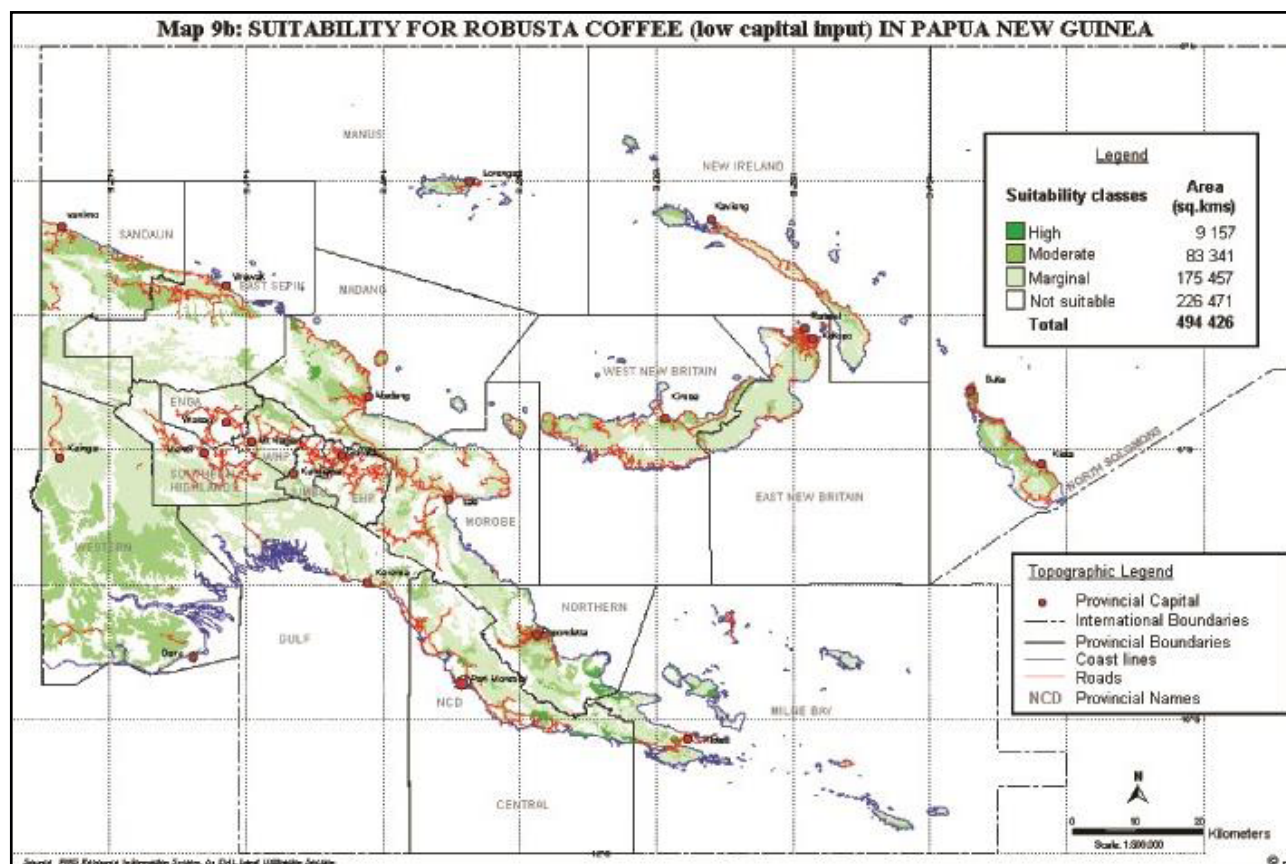 Map 9b: SUITABILITY FOR ROBUSTA COFFEE (low capital input) IN PAPUA NEW GUINEA
MANUS
NEW IRELAND
Lorengau
Kavieng
Vanimo
SANDAUN
Wewak
EAST SEPIK
MADANG
Rabaul
Kokopo
WEST NEW BRITAIN
Kimbe
Madang
ENGA
Wabag
Mt Hagen
Mendi
Kiunga
SOUTHERN
HIGHLANDS
WHP
EHP
Lae
MOROBE
EAST NEW BRITAIN
Buka
Kieta
NORTH SOLOMONS
WESTERN
Kerema
Daru
GULF
NORTHERN
Popondetta
Port Moresby
NCD
MILNE BAY
CENTRAL
Legend
Suitability classes
Area
(sq.kms)
High 9 157
Moderate 83 341
Marginal 175 457
Not suitable 226 471
Total 494 426
Topographic Legend
Provincial Capital
International Boundaries
Provincial Boundaries
Coast lines
Roads
NCD Provincial Names
N
0 10 20
Kilometers